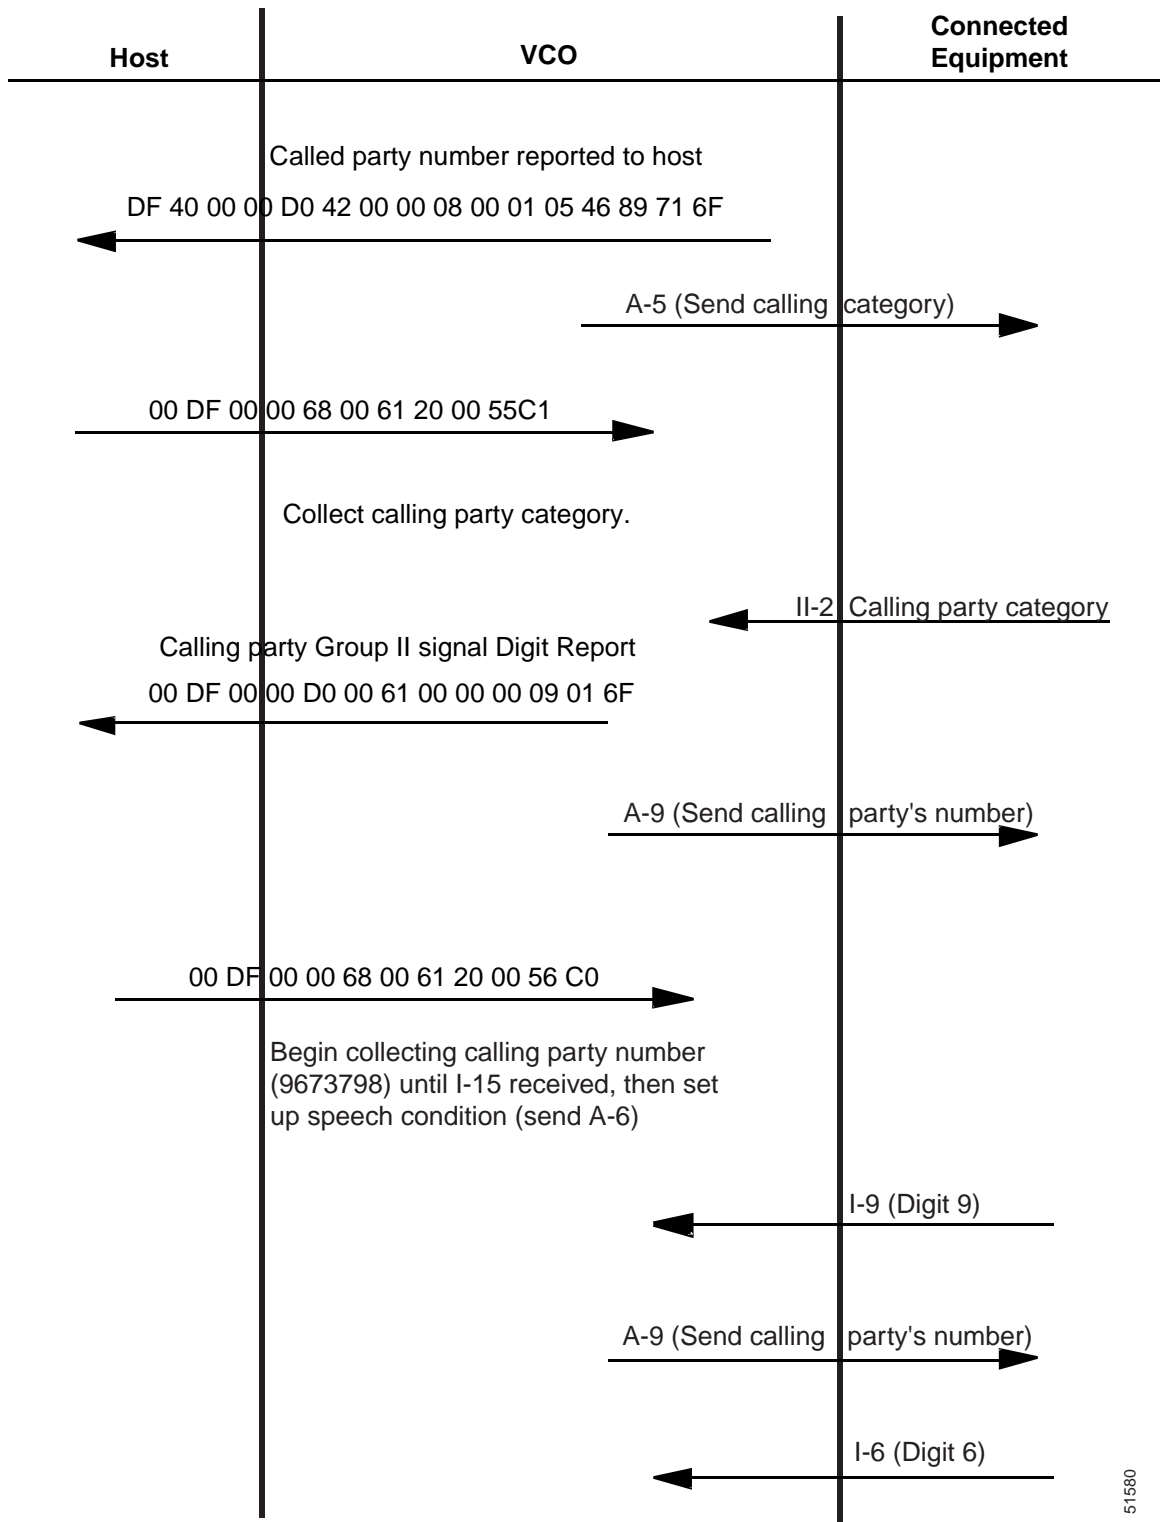 Host
VCO
Connected
Equipment
Called party number reported to host
DF 40 00 00 D0 42 00 00 08 00 01 05 46 89 71 6F
A-5 (Send calling category)
00 DF 00 00 68 00 61 20 00 55C1
Collect calling party category.
II-2 Calling party category
Calling party Group II signal Digit Report
00 DF 00 00 D0 00 61 00 00 00 09 01 6F
A-9 (Send calling party's number)
00 DF 00 00 68 00 61 20 00 56 C0
Begin collecting calling party number
(9673798) until I-15 received, then set
up speech condition (send A-6)
I-9 (Digit 9)
A-9 (Send calling party's number)
I-6 (Digit 6)
51580